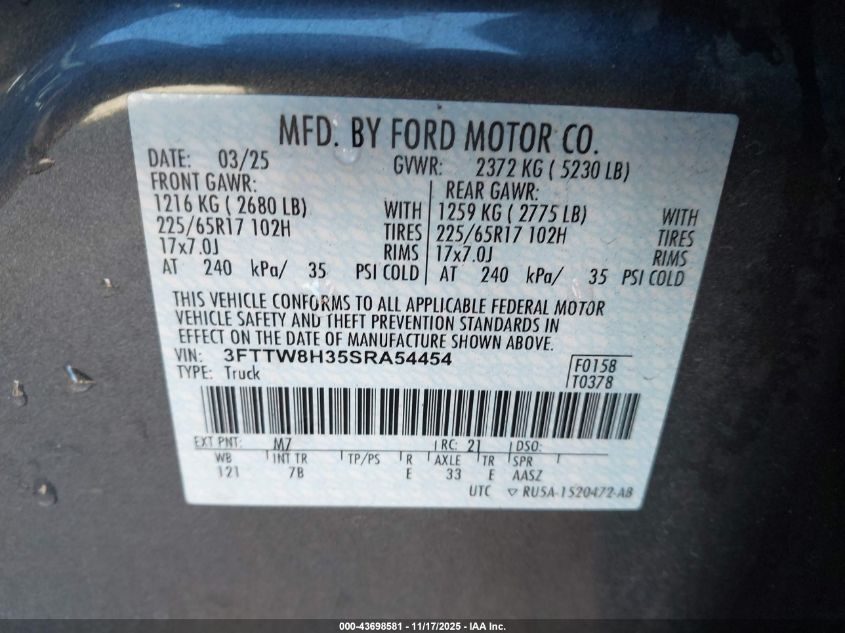 MFD. BY FORD MOTOR CO.
DATE: 03/25 GVWR: 2372 KG ( 5230 LB)
FRONT GAWR: REAR GAWR:
1216 KG ( 2680 LB) WITH 1259 KG ( 2775 LB) WITH
225/65R17 102H TIRES 225/65R17 102H TIRES
17x7.0J RIMS 17x7.0J RIMS
AT 240 kPa/ 35 PSI COLD AT 240 kPa/ 35 PSI COLD
THIS VEHICLE CONFORMS TO ALL APPLICABLE FEDERAL MOTOR
VEHICLE SAFETY AND THEFT PREVENTION STANDARDS IN
EFFECT ON THE DATE OF MANUFACTURE SHOWN ABOVE.
VIN: 3FTTW8H35SRA54454 F0158
TYPE: Truck T0378
EXT PNT: M7 RC: 21 DSO:
WB INT TR TP/PS R AXLE TR SPR
121 7B E 33 E AASZ
UTC ▽ RU5A-1520472-AB
000-43698581 - 11/17/2025 - IAA Inc.